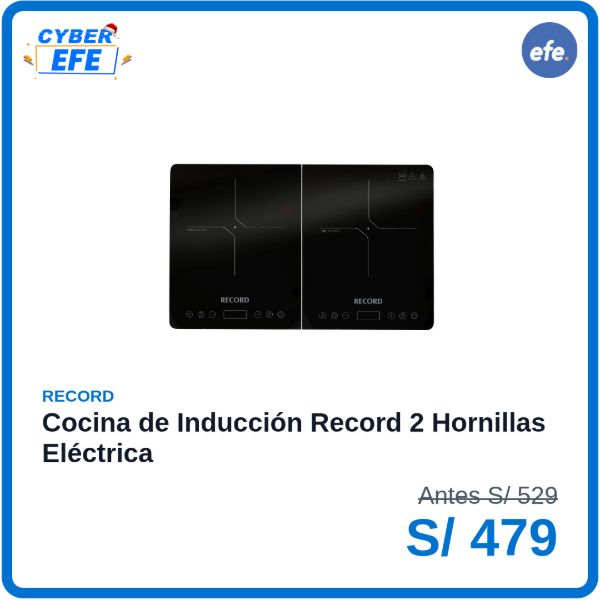 CYBER
EFE
efe.
RECORD
RECORD
RECORD
Cocina de Inducción Record 2 Hornillas
Eléctrica
Antes S/ 529
S/ 479